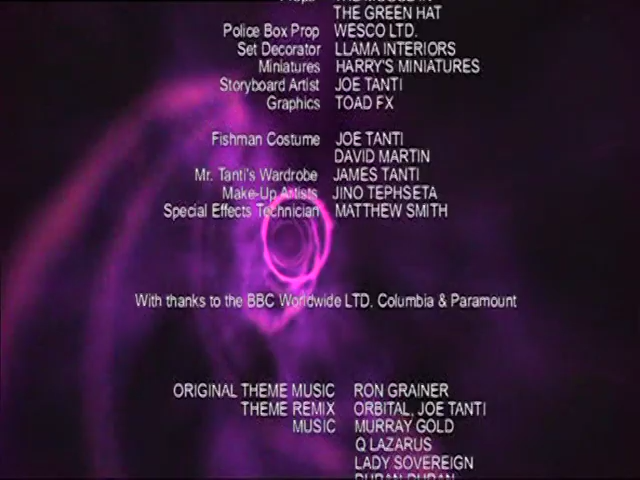 THE GREEN HAT
Police Box Prop WESCO LTD.
Set Decorator LLAMA INTERIORS
Miniatures HARRY'S MINIATURES
Storyboard Artist JOE TANTI
Graphics TOAD FX
Fishman Costume JOE TANTI
DAVID MARTIN
Mr. Tanti's Wardrobe JAMES TANTI
Make-Up Artists JINO TEPHSETA
Special Effects Technician MATTHEW SMITH
With thanks to the BBC Worldwide LTD, Columbia & Paramount
ORIGINAL THEME MUSIC RON GRAINER
THEME REMIX ORBITAL, JOE TANTI
MUSIC MURRAY GOLD
Q LAZARUS
LADY SOVEREIGN
DURAN DURAN